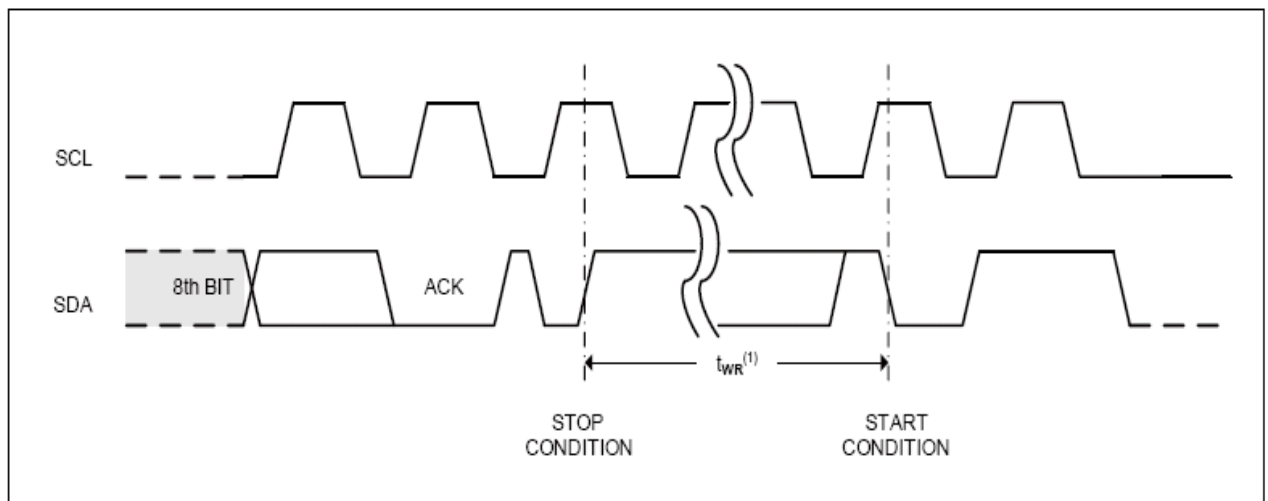 SCL
8th BIT
ACK
SDA
tWR(1)
STOP
CONDITION
START
CONDITION